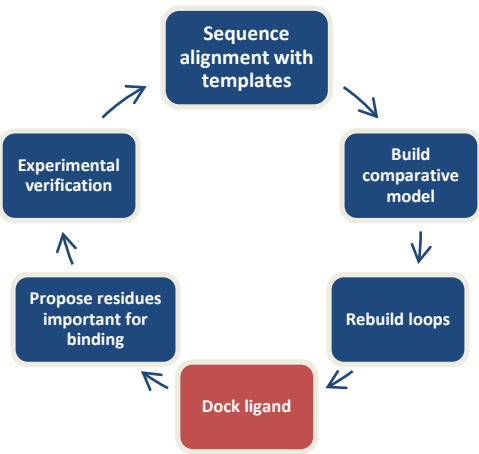 Sequence
alignment with
templates
Build
comparative
model
Rebuild loops
Dock ligand
Propose residues
important for
binding
Experimental
verification